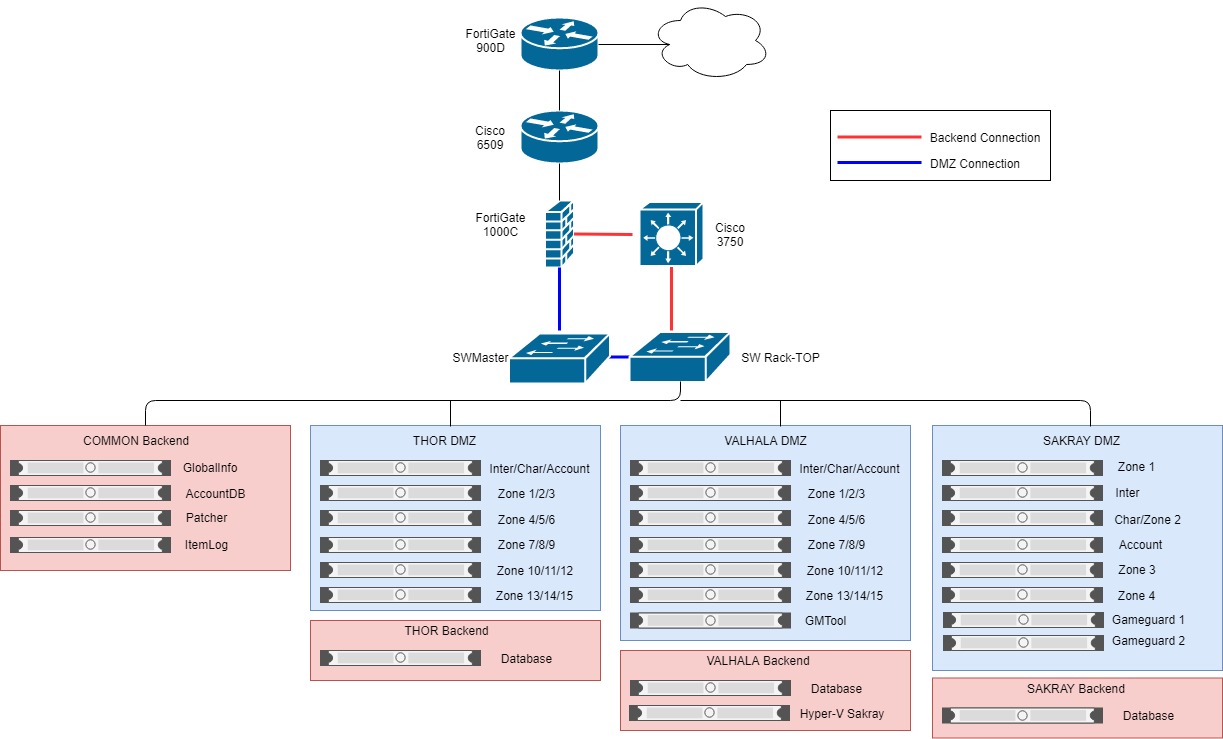 FortiGate
900D
Cisco
6509
Backend Connection
DMZ Connection
FortiGate
1000C
Cisco
3750
SWMaster
SW Rack-TOP
COMMON Backend
GlobalInfo
AccountDB
Patcher
ItemLog
THOR DMZ
Inter/Char/Account
Zone 1/2/3
Zone 4/5/6
Zone 7/8/9
Zone 10/11/12
Zone 13/14/15
THOR Backend
Database
VALHALA DMZ
Inter/Char/Account
Zone 1/2/3
Zone 4/5/6
Zone 7/8/9
Zone 10/11/12
Zone 13/14/15
GMTool
VALHALA Backend
Database
Hyper-V Sakray
SAKRAY DMZ
Zone 1
Inter
Char/Zone 2
Account
Zone 3
Zone 4
Gameguard 1
Gameguard 2
SAKRAY Backend
Database